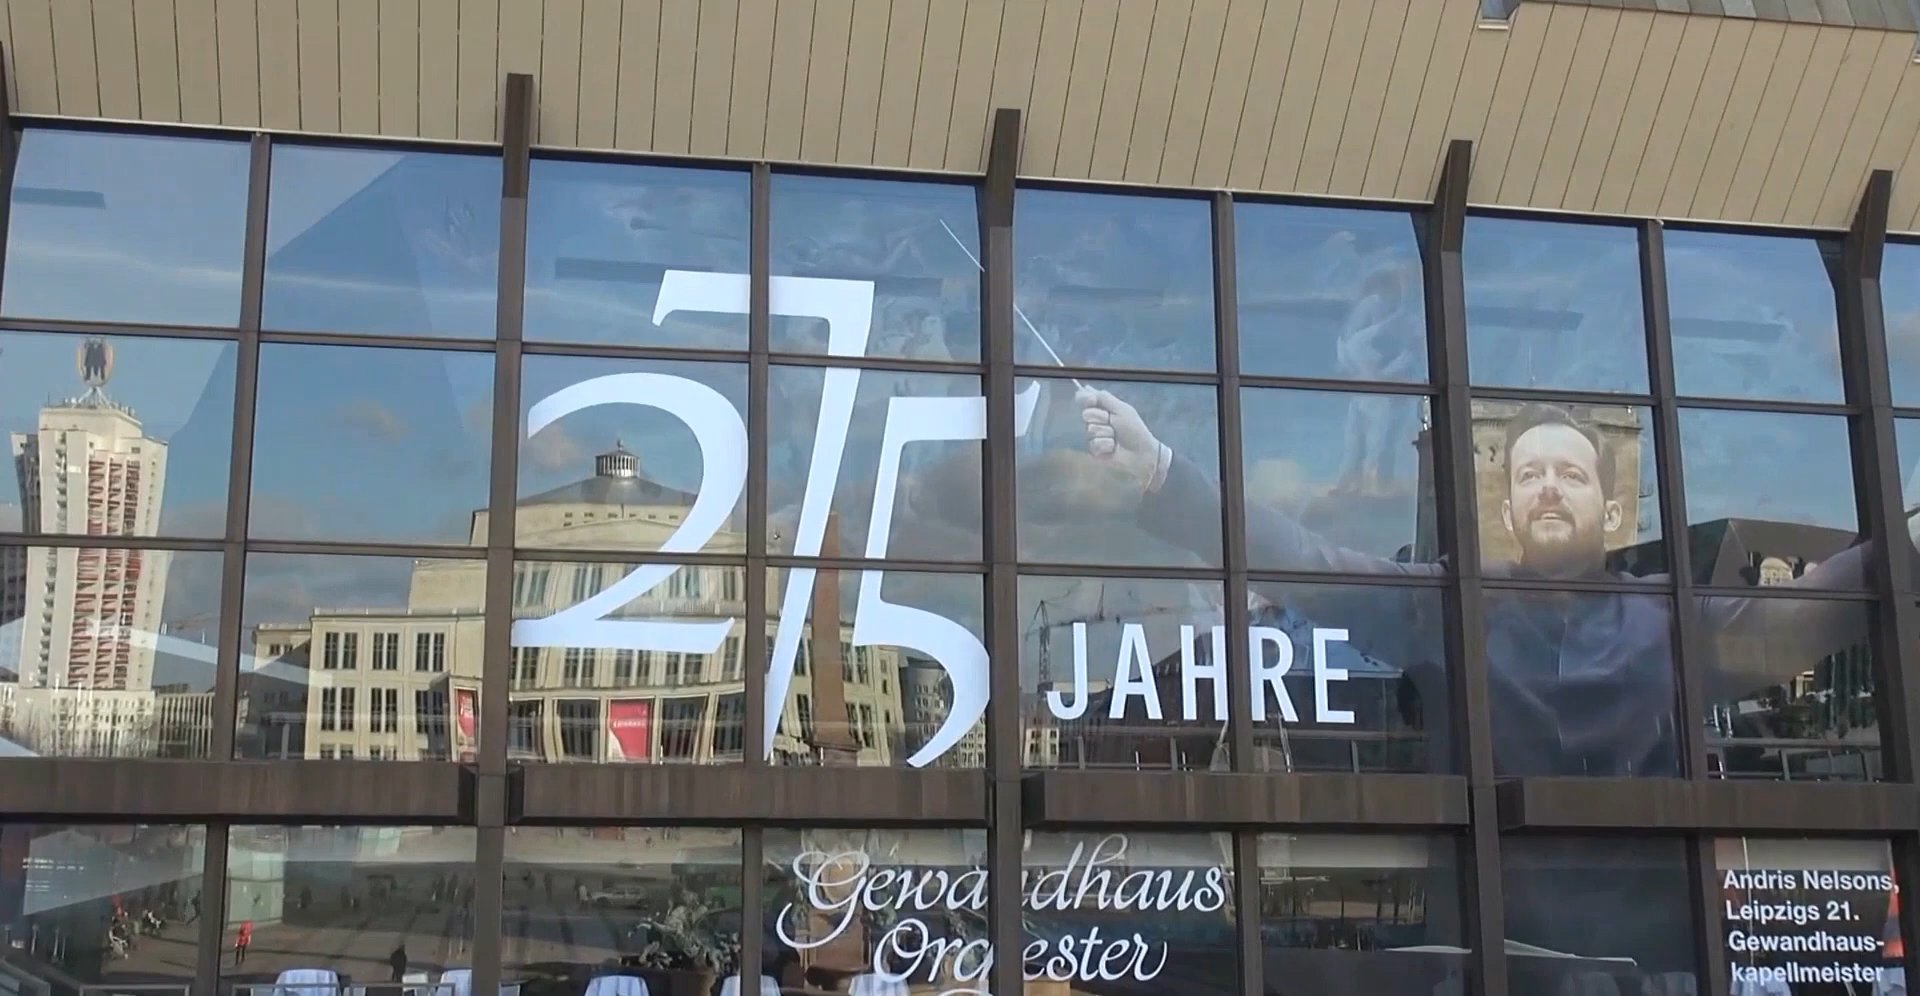 275
JAHRE
Gewandhaus
Orchester
Andris Nelsons,
Leipzigs 21.
Gewandhaus-
kapellmeister